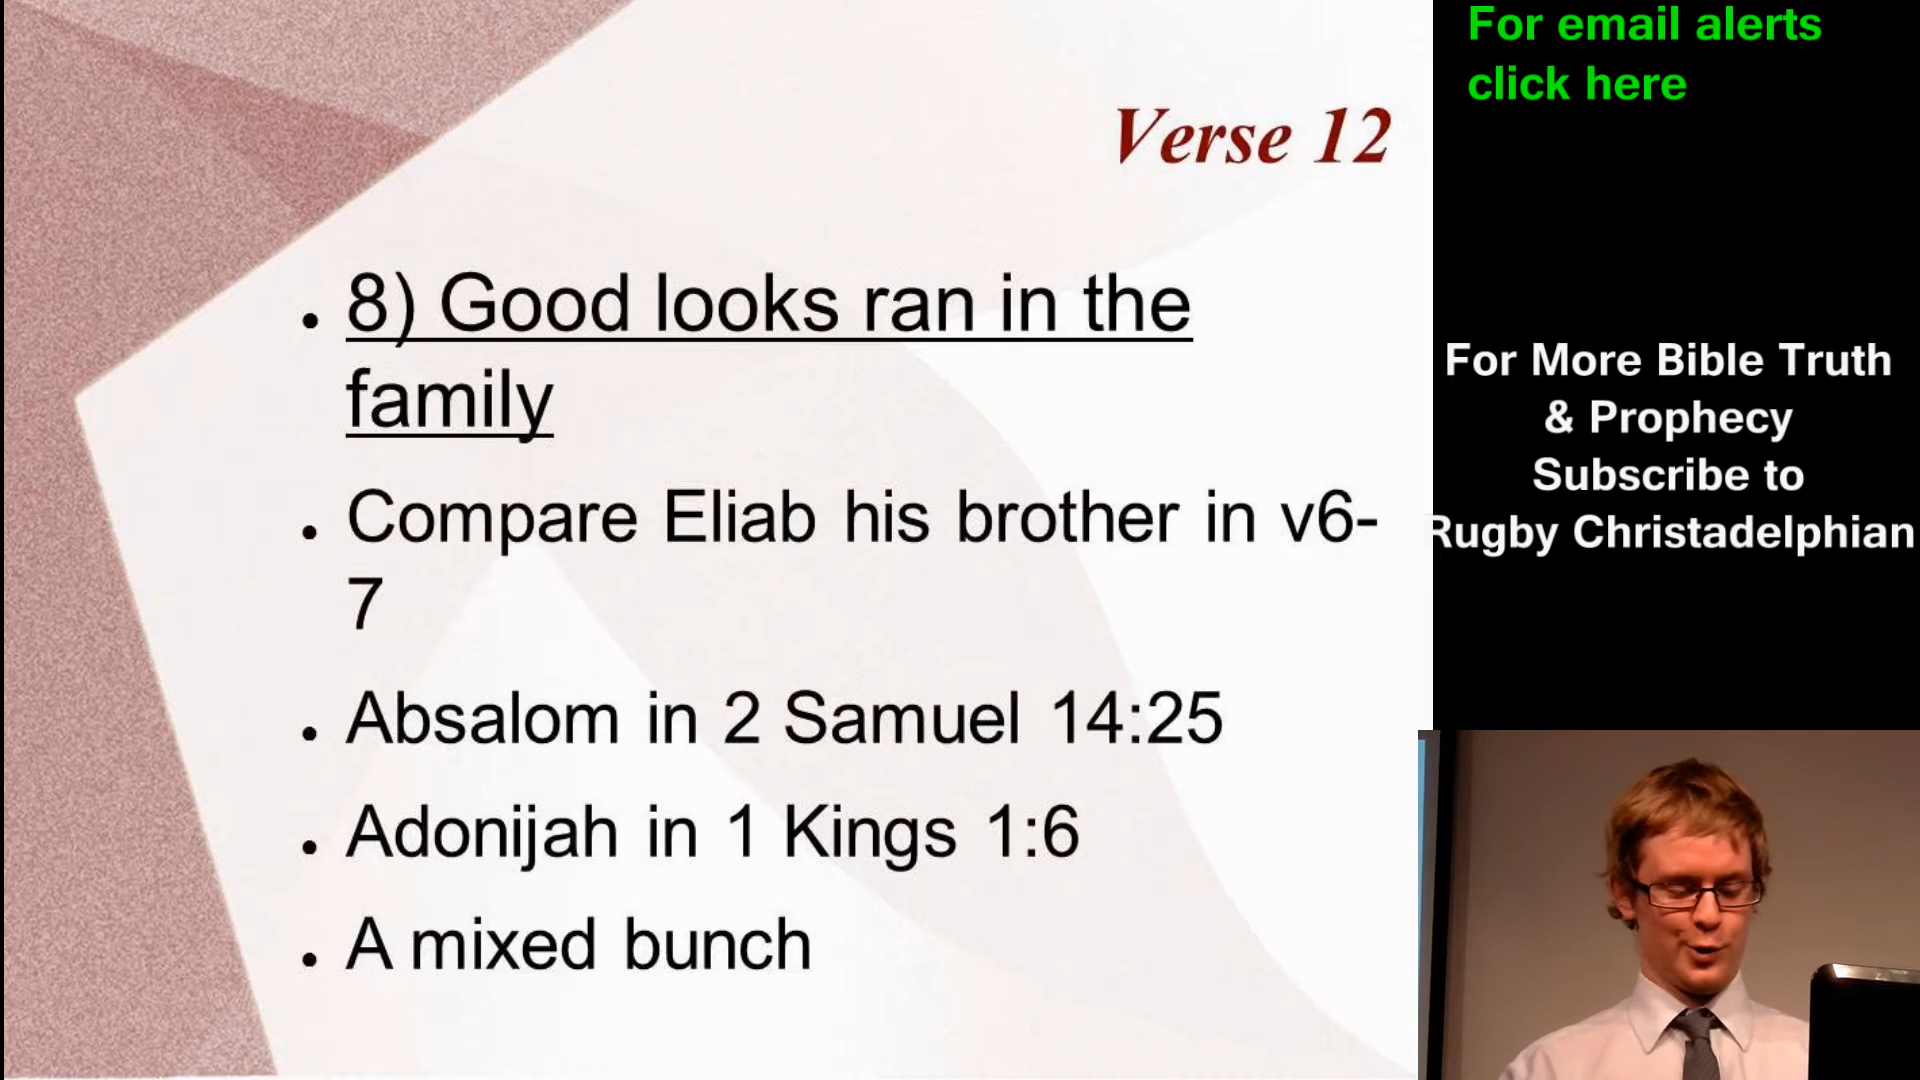 Verse 12
8) Good looks ran in the
family
Compare Eliab his brother in v6-
7
Absalom in 2 Samuel 14:25
Adonijah in 1 Kings 1:6
A mixed bunch
For email alerts
click here
For More Bible Truth
& Prophecy
Subscribe to
Rugby Christadelphian